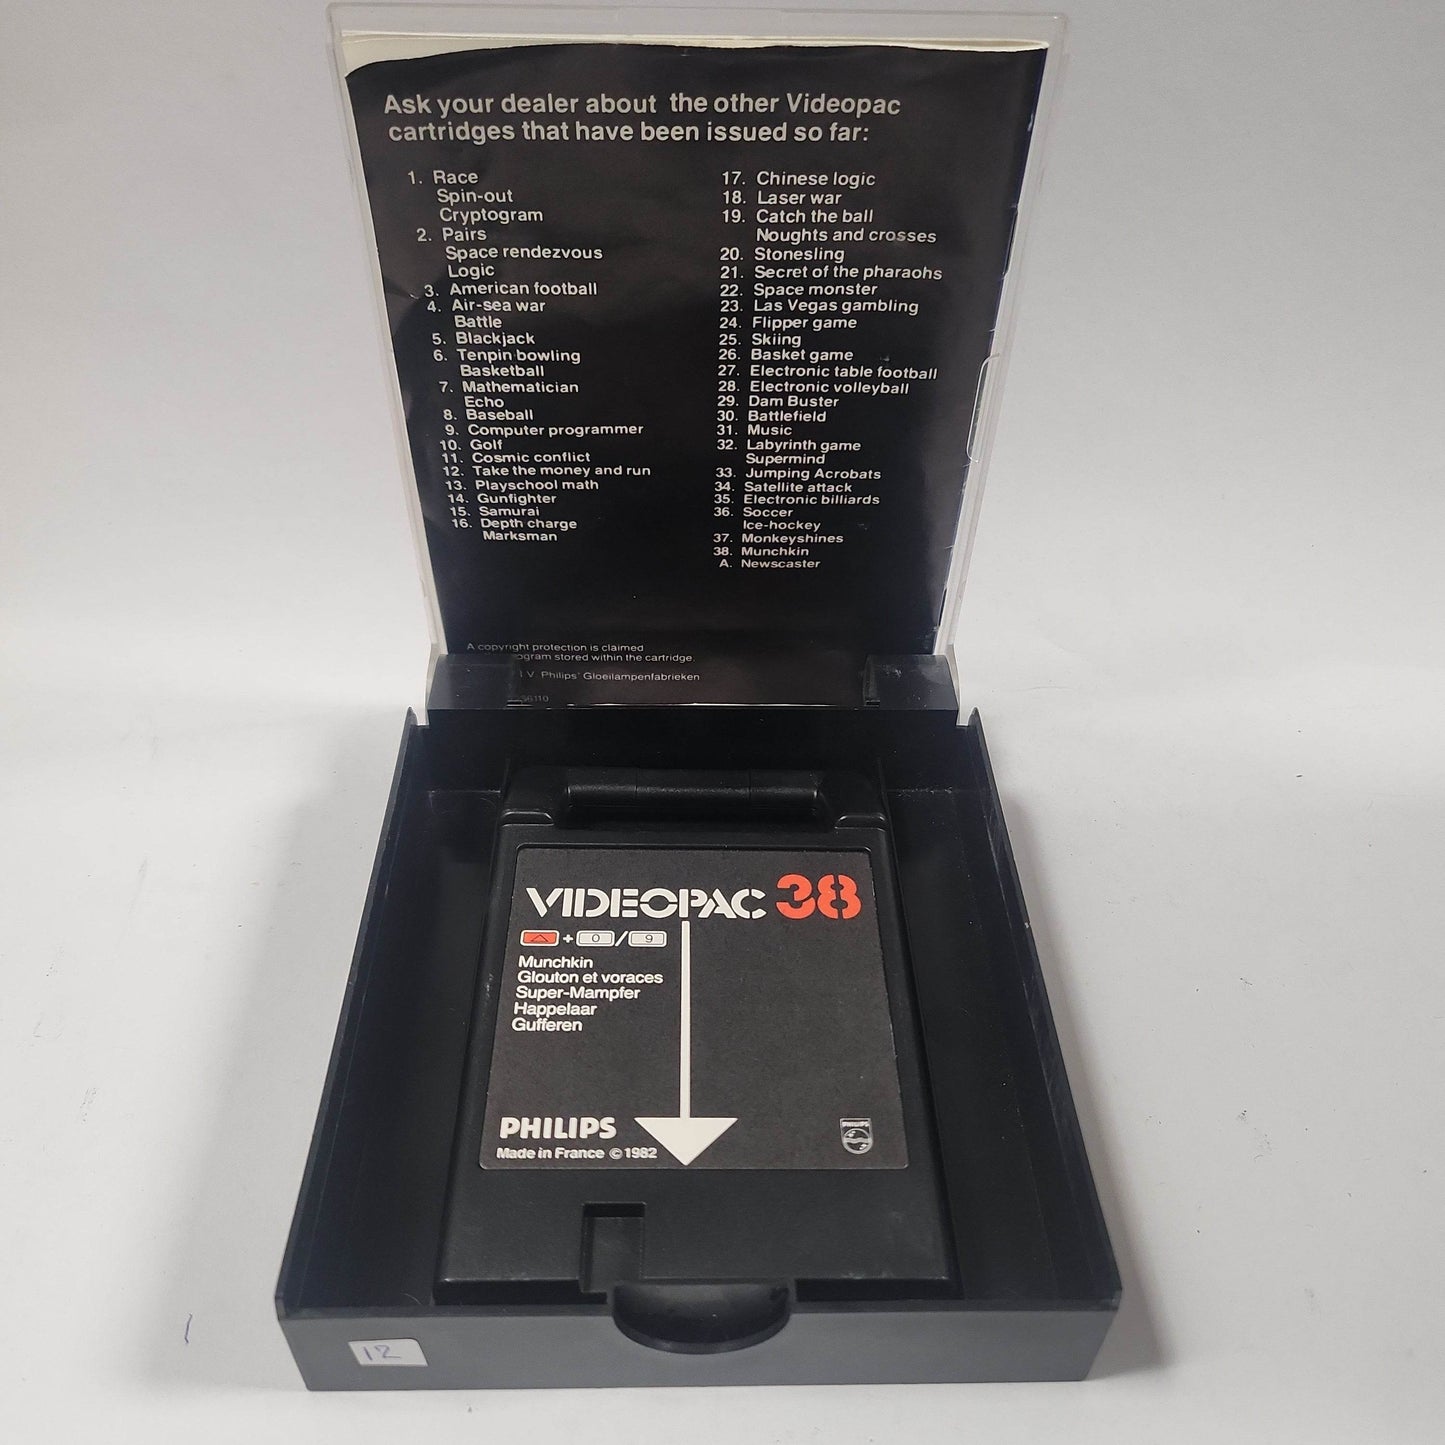 Ask your dealer about the other Videopac
cartridges that have been issued so far:
1. Race
Spin-out
Cryptogram
2. Pairs
Space rendezvous
Logic
3. American football
4. Air-sea war
Battle
5. Blackjack
6. Tenpin bowling
Basketball
7. Mathematician
Echo
8. Baseball
9. Computer programmer
10. Golf
11. Cosmic conflict
12. Take the money and run
13. Playschool math
14. Gunfighter
15. Samurai
16. Depth charge
Marksman
17. Chinese logic
18. Laser war
19. Catch the ball
Noughts and crosses
20. Stonesling
21. Secret of the pharaohs
22. Space monster
23. Las Vegas gambling
24. Flipper game
25. Skiing
26. Basket game
27. Electronic table football
28. Electronic volleyball
29. Dam Buster
30. Battlefield
31. Music
32. Labyrinth game
Supermind
33. Jumping Acrobats
34. Satellite attack
35. Electronic billiards
36. Soccer
Ice-hockey
37. Monkeyshines
38. Munchkin
A. Newscaster
A copyright protection is claimed
stored within the cartridge.
V. Philips' Gloeilampenfabrieken
VIDEOPAC 38
+ 0 / 9
Munchkin
Glouton et voraces
Super-Mampfer
Happelaar
Gufferen
PHILIPS
Made in France © 1982
PHILIPS
12